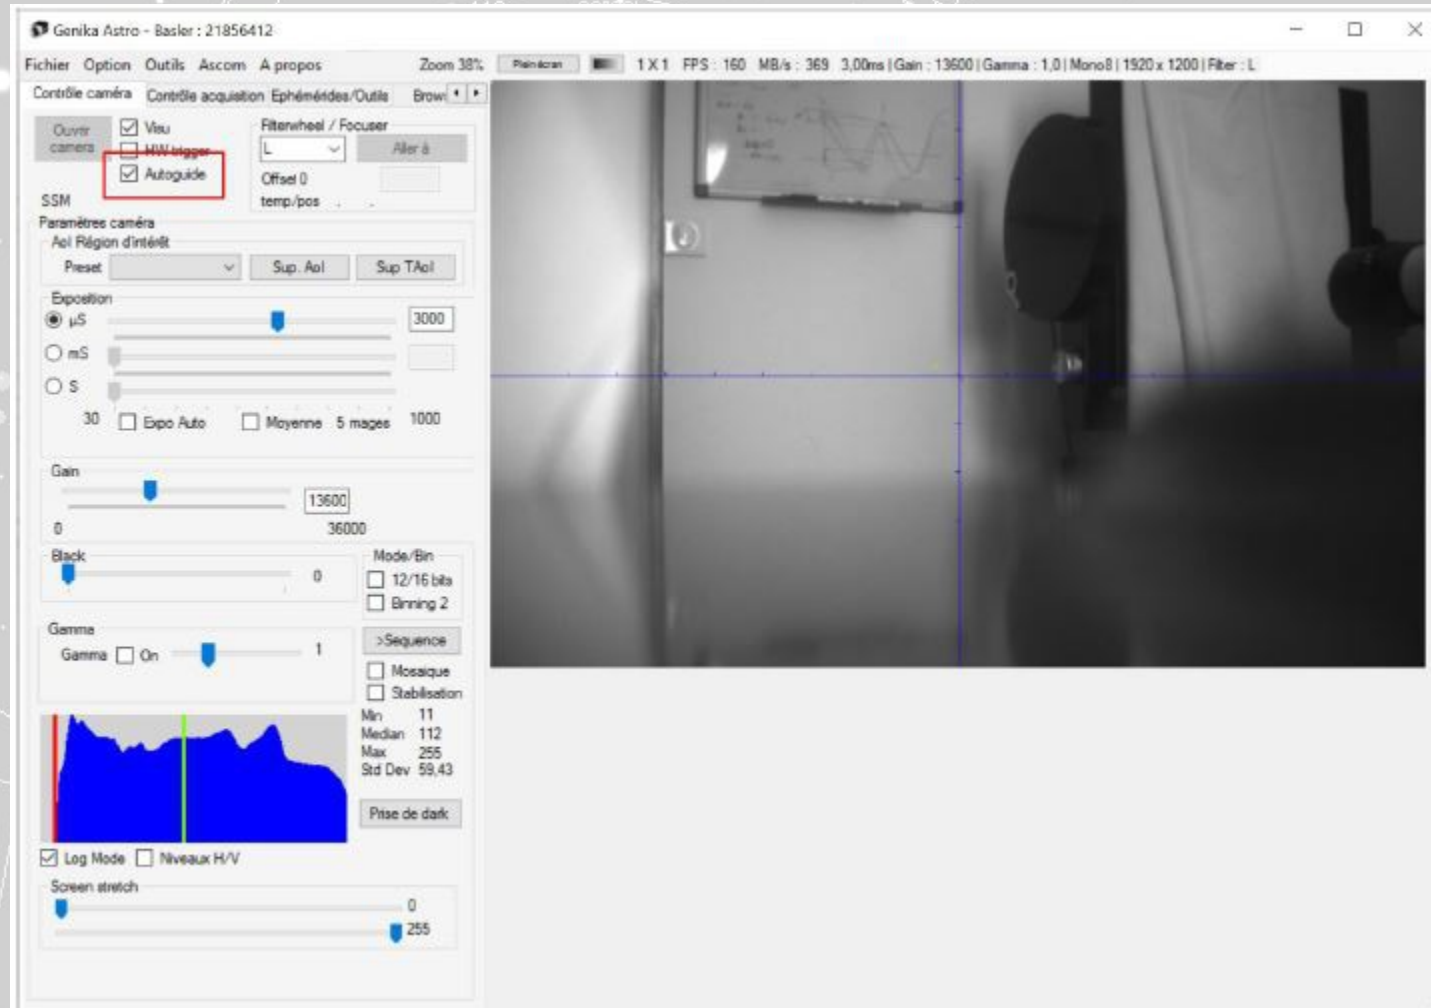 Genika Astro - Basler : 21856412
Fichier Option Outils Ascom A propos Zoom 38% Plein écran 1 X 1 FPS : 160 MB/s : 369 3,00ms | Gain : 13600 | Gamma : 1,0 | Mono8 | 1920 x 1200 | Filter : L
Contrôle caméra Contrôle acquisition Ephémérides/Outils Brow
Ouvrir camera
Visu
HW trigger
Autoguide
SSM
Filterwheel / Focuser
L Aller à
Offset 0
temp./pos . .
Paramètres caméra
AoI Région d'intérêt
Preset Sup. AoI Sup TAoI
Exposition
µS 3000
mS
S
30 Expo Auto Moyenne 5 mages 1000
Gain
13600
0 36000
Black
0
Mode/Bin
12/16 bits
Binning 2
Gamma
Gamma On 1
>Sequence
Mosaique
Stabilisation
Min 11
Median 112
Max 255
Std Dev 59,43
Prise de dark
Log Mode Niveaux H/V
Screen stretch
0
255